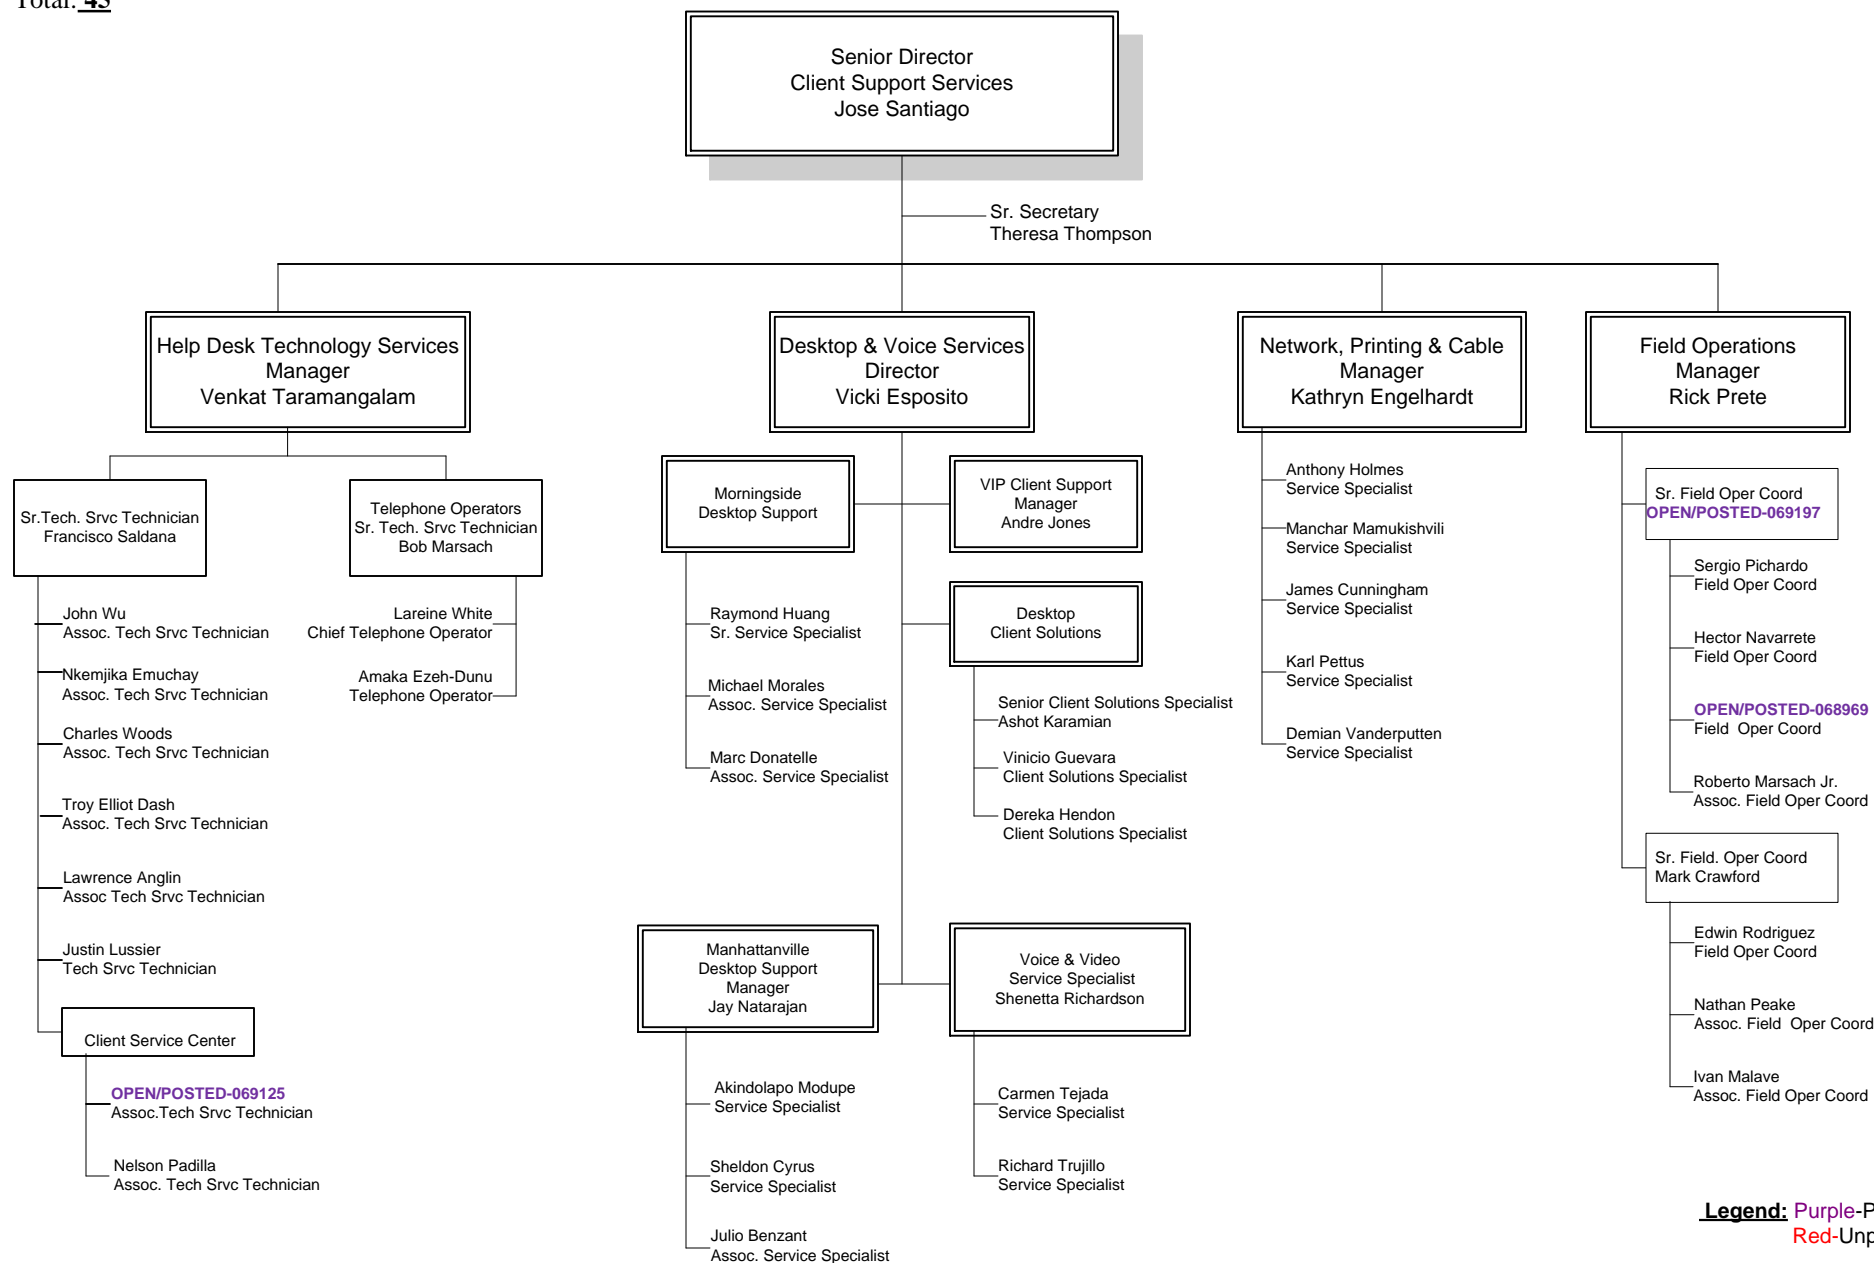 Total: 45
Senior Director
Client Support Services
Jose Santiago
Sr. Secretary
Theresa Thompson
Help Desk Technology Services
Manager
Venkat Taramangalam
Desktop & Voice Services
Director
Vicki Esposito
Network, Printing & Cable
Manager
Kathryn Engelhardt
Field Operations
Manager
Rick Prete
Sr.Tech. Srvc Technician
Francisco Saldana
John Wu
Assoc. Tech Srvc Technician
Nkemjika Emuchay
Assoc. Tech Srvc Technician
Charles Woods
Assoc. Tech Srvc Technician
Troy Elliot Dash
Assoc. Tech Srvc Technician
Lawrence Anglin
Assoc Tech Srvc Technician
Justin Lussier
Tech Srvc Technician
Client Service Center
OPEN/POSTED-069125
Assoc.Tech Srvc Technician
Nelson Padilla
Assoc. Tech Srvc Technician
Telephone Operators
Sr. Tech. Srvc Technician
Bob Marsach
Lareine White
Chief Telephone Operator
Amaka Ezeh-Dunu
Telephone Operator
Morningside
Desktop Support
Raymond Huang
Sr. Service Specialist
Michael Morales
Assoc. Service Specialist
Marc Donatelle
Assoc. Service Specialist
VIP Client Support
Manager
Andre Jones
Desktop
Client Solutions
Senior Client Solutions Specialist
Ashot Karamian
Vinicio Guevara
Client Solutions Specialist
Dereka Hendon
Client Solutions Specialist
Manhattanville
Desktop Support
Manager
Jay Natarajan
Akindolapo Modupe
Service Specialist
Sheldon Cyrus
Service Specialist
Julio Benzant
Assoc. Service Specialist
Voice & Video
Service Specialist
Shenetta Richardson
Carmen Tejada
Service Specialist
Richard Trujillo
Service Specialist
Anthony Holmes
Service Specialist
Manchar Mamukishvili
Service Specialist
James Cunningham
Service Specialist
Karl Pettus
Service Specialist
Demian Vanderputten
Service Specialist
Sr. Field Oper Coord
OPEN/POSTED-069197
Sergio Pichardo
Field Oper Coord
Hector Navarrete
Field Oper Coord
OPEN/POSTED-068969
Field Oper Coord
Roberto Marsach Jr.
Assoc. Field Oper Coord
Sr. Field. Oper Coord
Mark Crawford
Edwin Rodriguez
Field Oper Coord
Nathan Peake
Assoc. Field Oper Coord
Ivan Malave
Assoc. Field Oper Coord
Legend: Purple-P
Red-Unp